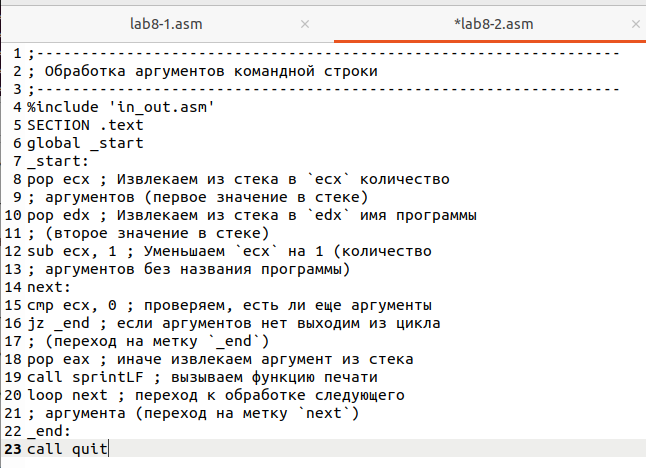 lab8-1.asm × *lab8-2.asm ×
1 ;-----------------------------------------------------------------
2 ; Обработка аргументов командной строки
3 ;-----------------------------------------------------------------
4 %include 'in_out.asm'
5 SECTION .text
6 global _start
7 _start:
8 pop ecx ; Извлекаем из стека в `ecx` количество
9 ; аргументов (первое значение в стеке)
10 pop edx ; Извлекаем из стека в `edx` имя программы
11 ; (второе значение в стеке)
12 sub ecx, 1 ; Уменьшаем `ecx` на 1 (количество
13 ; аргументов без названия программы)
14 next:
15 cmp ecx, 0 ; проверяем, есть ли еще аргументы
16 jz _end ; если аргументов нет выходим из цикла
17 ; (переход на метку `_end`)
18 pop eax ; иначе извлекаем аргумент из стека
19 call sprintLF ; вызываем функцию печати
20 loop next ; переход к обработке следующего
21 ; аргумента (переход на метку `next`)
22 _end:
23 call quit